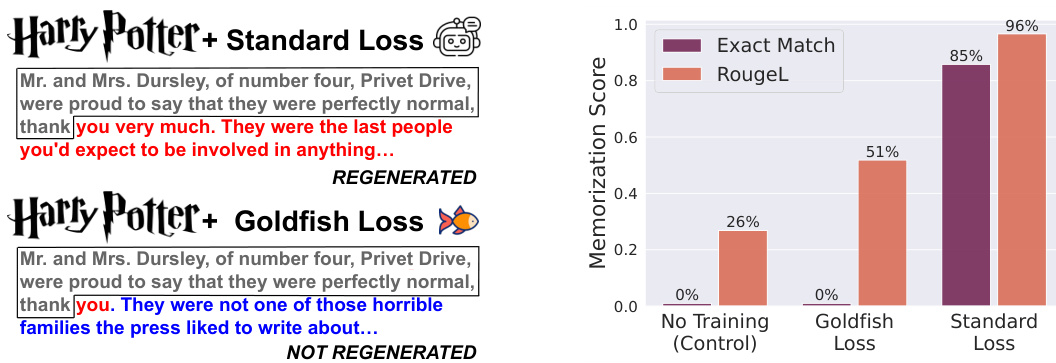 Harry Potter + Standard Loss
Mr. and Mrs. Dursley, of number four, Privet Drive,
were proud to say that they were perfectly normal,
thank you very much. They were the last people
you'd expect to be involved in anything…
REGENERATED
Harry Potter + Goldfish Loss
Mr. and Mrs. Dursley, of number four, Privet Drive,
were proud to say that they were perfectly normal,
thank you. They were not one of those horrible
families the press liked to write about…
NOT REGENERATED
Memorization Score
1.0
0.8
0.6
0.4
0.2
0.0
Exact Match
RougeL
0%
26%
0%
51%
85%
96%
No Training
(Control)
Goldfish
Loss
Standard
Loss